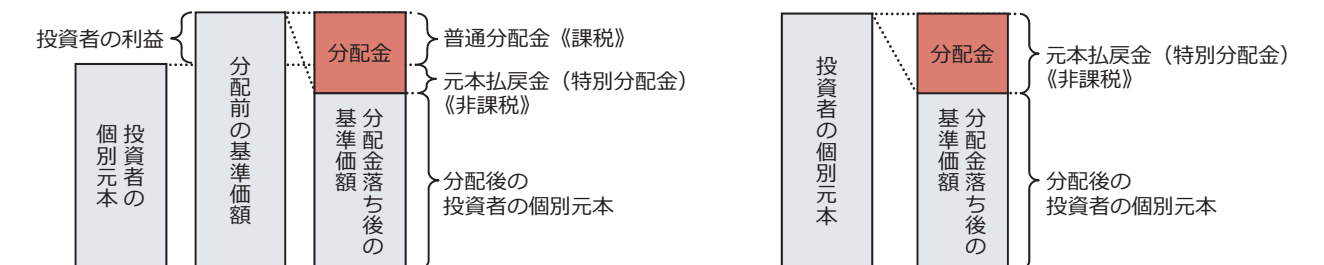 投資者の利益
投資者の
個別元本
分配前の基準価額
分配金
分配金落ち後の
基準価額
普通分配金《課税》
元本払戻金（特別分配金）
《非課税》
分配後の
投資者の個別元本
投資者の個別元本
分配金
分配金落ち後の
基準価額
元本払戻金（特別分配金）
《非課税》
分配後の
投資者の個別元本